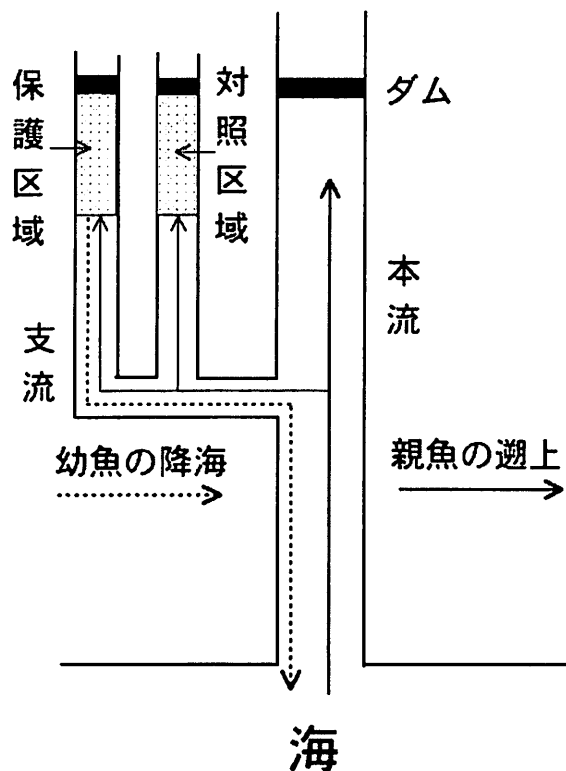 保護区域
対照区域
ダム
本流
支流
幼魚の降海
親魚の遡上
海